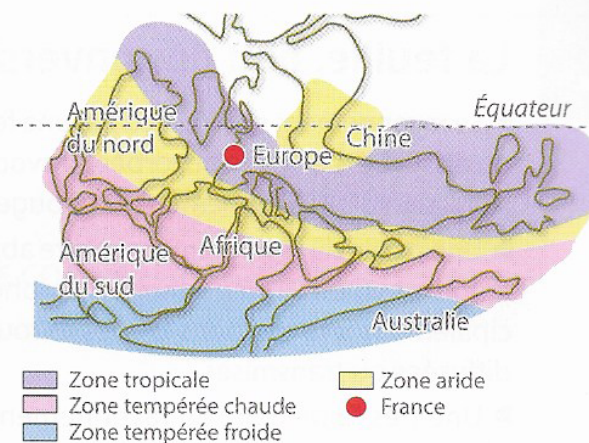 Équateur
Amérique
du nord
Chine
Europe
Amérique
du sud
Afrique
Australie
Zone tropicale
Zone tempérée chaude
Zone tempérée froide
Zone aride
France